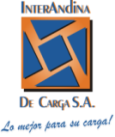 INTERANDINA
DE CARGA S.A.
Lo mejor para su carga!